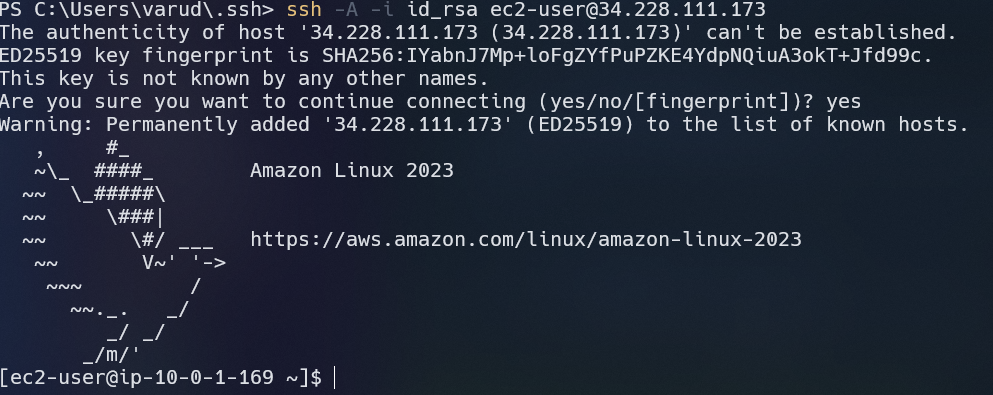 PS C:\Users\varud\.ssh> ssh -A -i id_rsa ec2-user@34.228.111.173
The authenticity of host '34.228.111.173 (34.228.111.173)' can't be established.
ED25519 key fingerprint is SHA256:IYabnJ7Mp+loFgZYfPuPZKE4YdpNQiuA3okT+Jfd99c.
This key is not known by any other names.
Are you sure you want to continue connecting (yes/no/[fingerprint])? yes
Warning: Permanently added '34.228.111.173' (ED25519) to the list of known hosts.
   ,     #_
   ~\_  ####_        Amazon Linux 2023
  ~~  \_#####\
  ~~     \###|
  ~~       \#/ ___   https://aws.amazon.com/linux/amazon-linux-2023
   ~~       V~' '->
    ~~~         /
      ~~._.   _/
         _/ _/
       _/m/'
[ec2-user@ip-10-0-1-169 ~]$